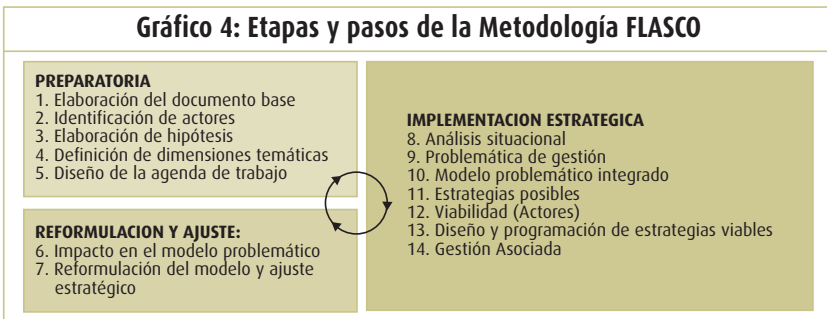 Gráfico 4: Etapas y pasos de la Metodología FLASCO
PREPARATORIA
1. Elaboración del documento base
2. Identificación de actores
3. Elaboración de hipótesis
4. Definición de dimensiones temáticas
5. Diseño de la agenda de trabajo
REFORMULACION Y AJUSTE:
6. Impacto en el modelo problemático
7. Reformulación del modelo y ajuste
estratégico
IMPLEMENTACION ESTRATEGICA
8. Análisis situacional
9. Problemática de gestión
10. Modelo problemático integrado
11. Estrategias posibles
12. Viabilidad (Actores)
13. Diseño y programación de estrategias viables
14. Gestión Asociada